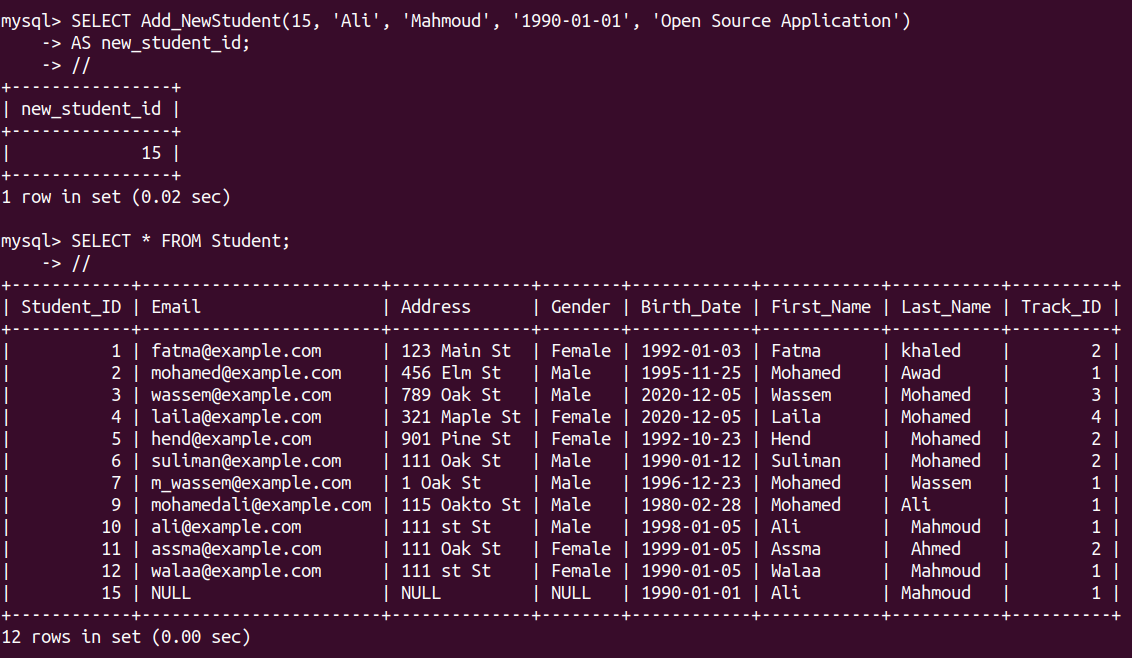 mysql> SELECT Add_NewStudent(15, 'Ali', 'Mahmoud', '1990-01-01', 'Open Source Application')
    -> AS new_student_id;
    -> //
+----------------+
| new_student_id |
+----------------+
|             15 |
+----------------+
1 row in set (0.02 sec)

mysql> SELECT * FROM Student;
    -> //
+------------+------------------------+--------------+--------+------------+------------+-----------+----------+
| Student_ID | Email                  | Address      | Gender | Birth_Date | First_Name | Last_Name | Track_ID |
+------------+------------------------+--------------+--------+------------+------------+-----------+----------+
|          1 | fatma@example.com      | 123 Main St  | Female | 1992-01-03 | Fatma      | khaled    |        2 |
|          2 | mohamed@example.com    | 456 Elm St   | Male   | 1995-11-25 | Mohamed    | Awad      |        1 |
|          3 | wassem@example.com     | 789 Oak St   | Male   | 2020-12-05 | Wassem     | Mohamed   |        3 |
|          4 | laila@example.com      | 321 Maple St | Female | 2020-12-05 | Laila      | Mohamed   |        4 |
|          5 | hend@example.com       | 901 Pine St  | Female | 1992-10-23 | Hend       |  Mohamed  |        2 |
|          6 | suliman@example.com    | 111 Oak St   | Male   | 1990-01-12 | Suliman    |  Mohamed  |        2 |
|          7 | m_wassem@example.com   | 1 Oak St     | Male   | 1996-12-23 | Mohamed    |  Wassem   |        1 |
|          9 | mohamedali@example.com | 115 Oakto St | Male   | 1980-02-28 | Mohamed    | Ali       |        1 |
|         10 | ali@example.com        | 111 st St    | Male   | 1998-01-05 | Ali        |  Mahmoud  |        1 |
|         11 | assma@example.com      | 111 Oak St   | Female | 1999-01-05 | Assma      |  Ahmed    |        2 |
|         12 | walaa@example.com      | 111 st St    | Female | 1990-01-05 | Walaa      |  Mahmoud  |        1 |
|         15 | NULL                   | NULL         | NULL   | 1990-01-01 | Ali        | Mahmoud   |        1 |
+------------+------------------------+--------------+--------+------------+------------+-----------+----------+
12 rows in set (0.00 sec)